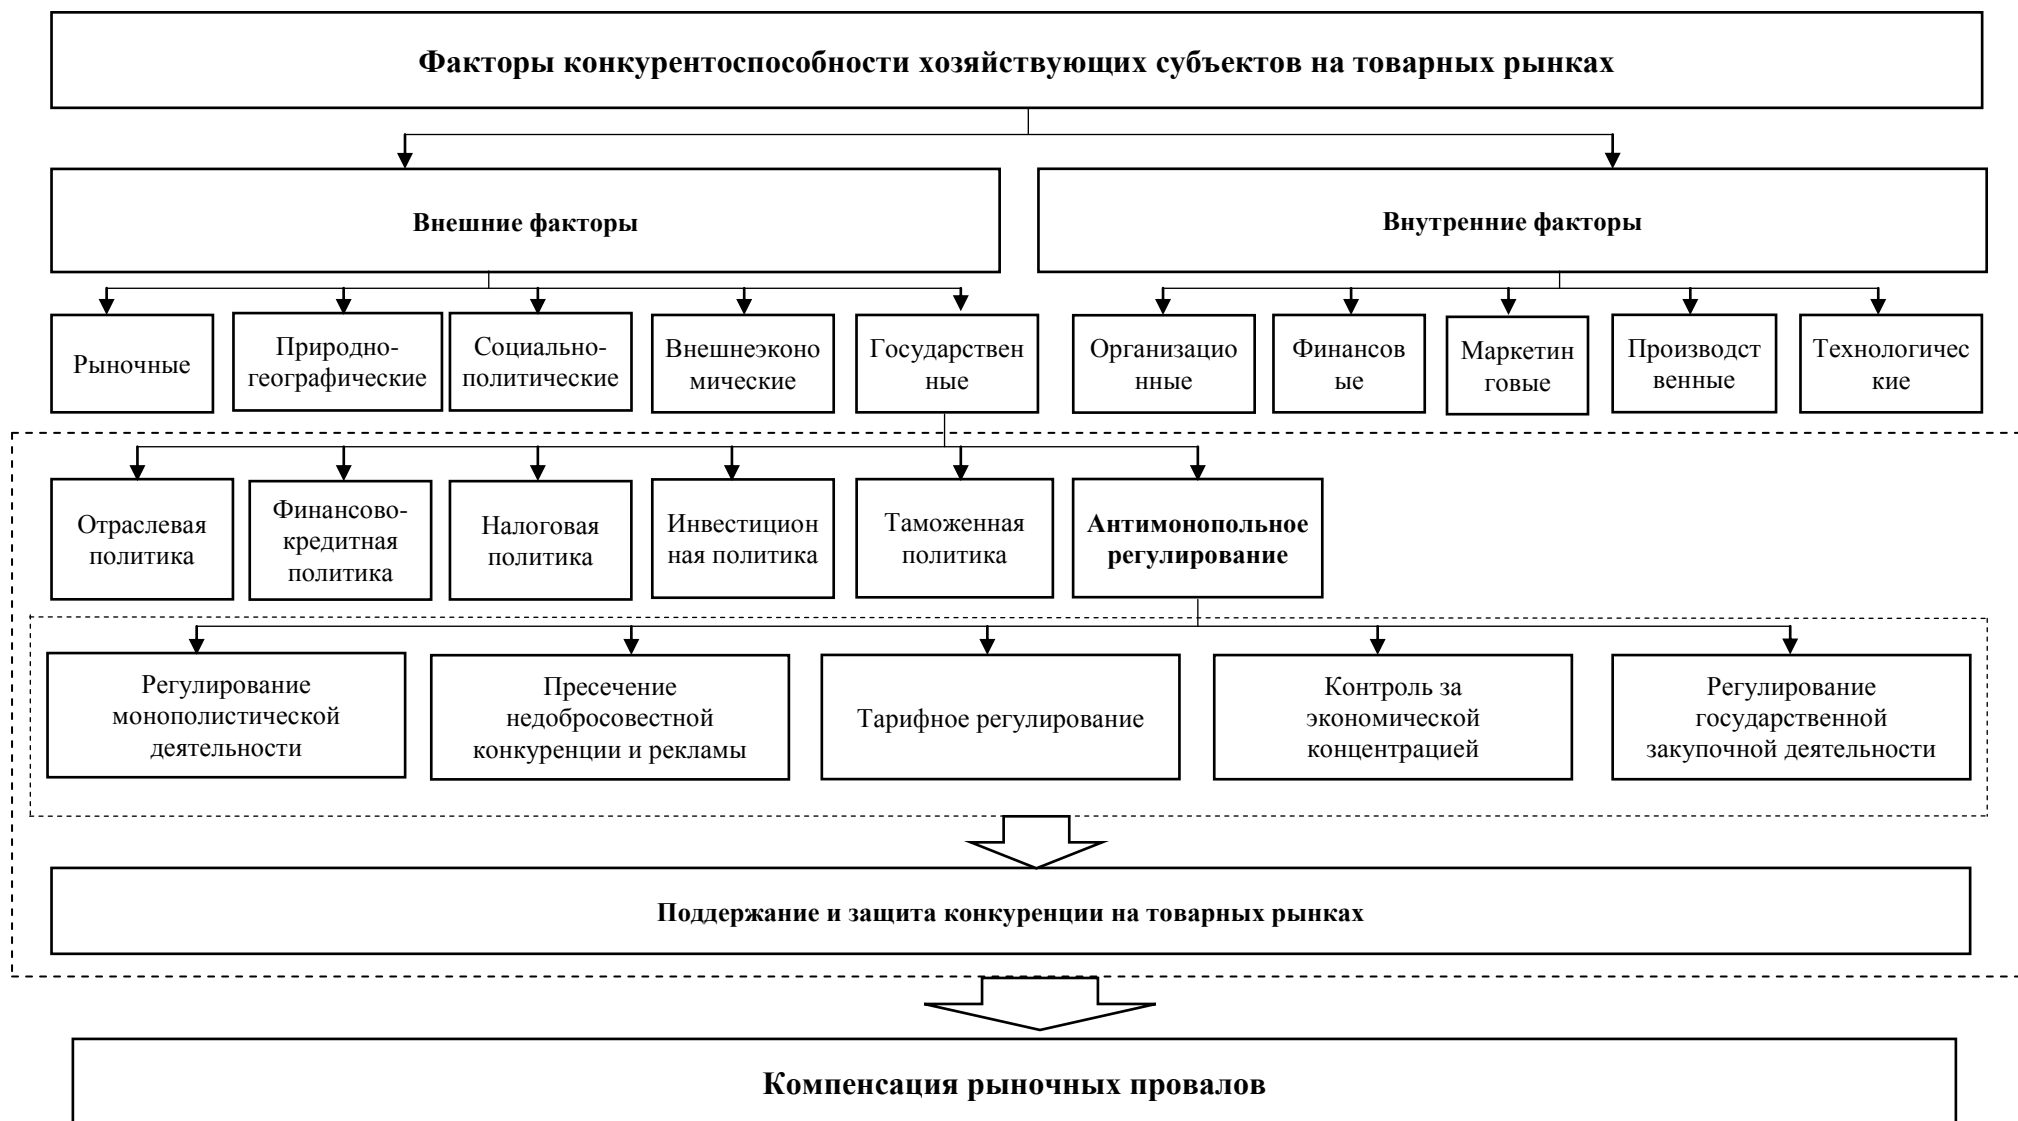 Факторы конкурентоспособности хозяйствующих субъектов на товарных рынках
Внешние факторы
Внутренние факторы
Рыночные
Природно-
географические
Социально-
политические
Внешнеэконо
мические
Государствен
ные
Организацио
нные
Финансов
ые
Маркетин
говые
Производст
венные
Технологичес
кие
Отраслевая
политика
Финансово-
кредитная
политика
Налоговая
политика
Инвестицион
ная политика
Таможенная
политика
Антимонопольное
регулирование
Регулирование
монополистической
деятельности
Пресечение
недобросовестной
конкуренции и рекламы
Тарифное регулирование
Контроль за
экономической
концентрацией
Регулирование
государственной
закупочной деятельности
Поддержание и защита конкуренции на товарных рынках
Компенсация рыночных провалов